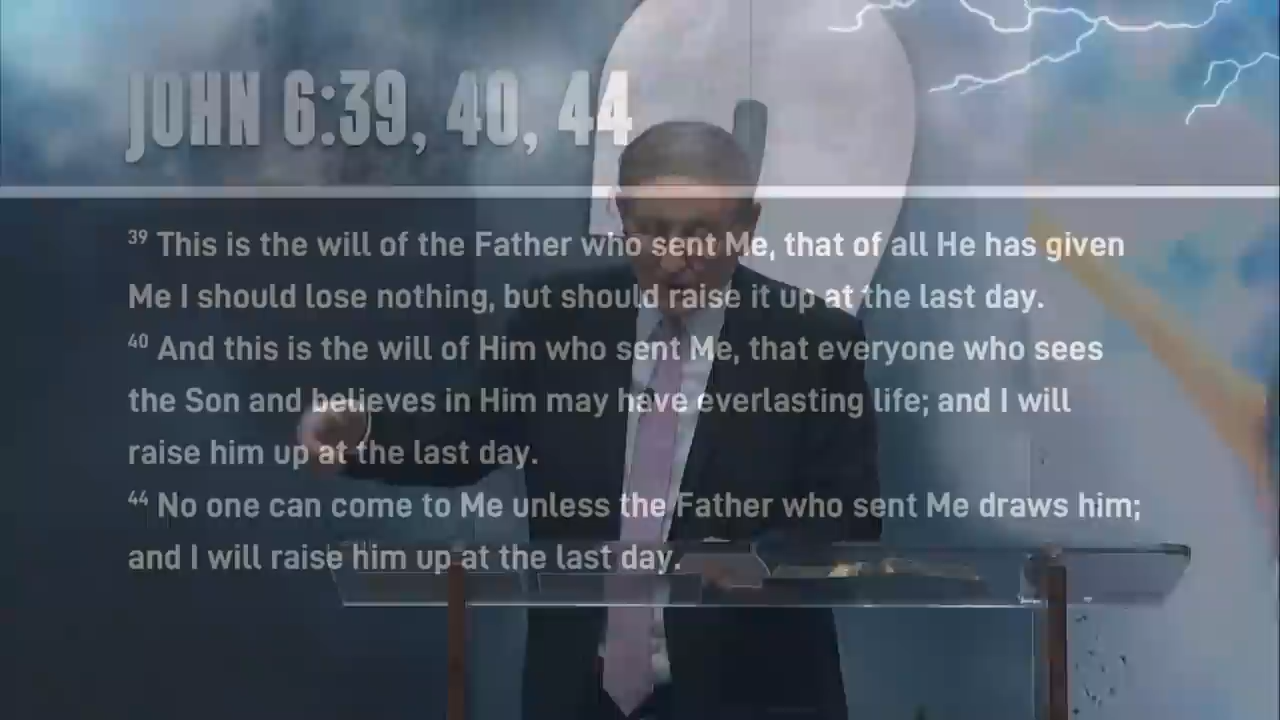 JOHN 6:39, 40, 44
39 This is the will of the Father who sent Me, that of all He has given
Me I should lose nothing, but should raise it up at the last day.
40 And this is the will of Him who sent Me, that everyone who sees
the Son and believes in Him may have everlasting life; and I will
raise him up at the last day.
44 No one can come to Me unless the Father who sent Me draws him;
and I will raise him up at the last day.